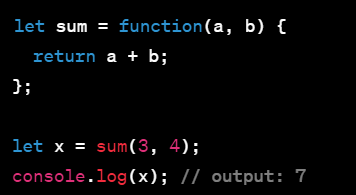 let sum = function(a, b) {
  return a + b;
};

let x = sum(3, 4);
console.log(x); // output: 7